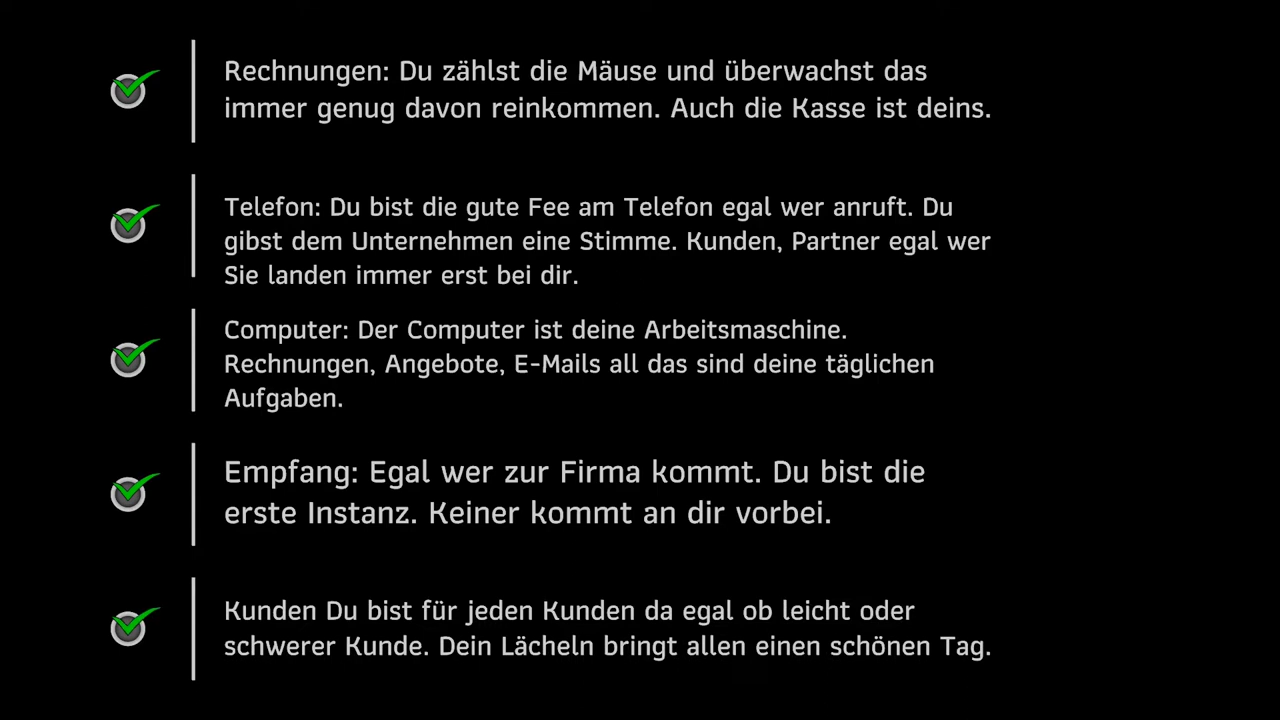 Rechnungen: Du zählst die Mäuse und überwachst das
immer genug davon reinkommen. Auch die Kasse ist deins.
Telefon: Du bist die gute Fee am Telefon egal wer anruft. Du
gibst dem Unternehmen eine Stimme. Kunden, Partner egal wer
Sie landen immer erst bei dir.
Computer: Der Computer ist deine Arbeitsmaschine.
Rechnungen, Angebote, E-Mails all das sind deine täglichen
Aufgaben.
Empfang: Egal wer zur Firma kommt. Du bist die
erste Instanz. Keiner kommt an dir vorbei.
Kunden Du bist für jeden Kunden da egal ob leicht oder
schwerer Kunde. Dein Lächeln bringt allen einen schönen Tag.